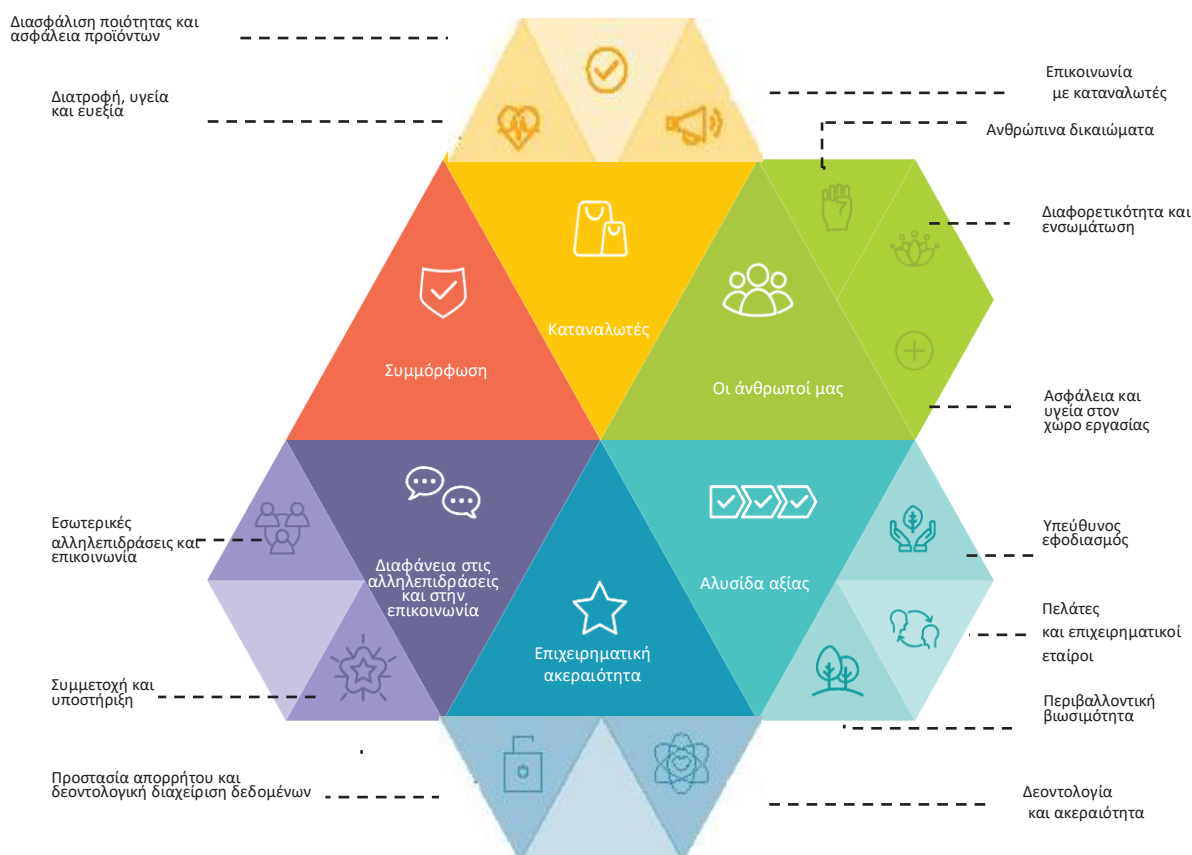 Διασφάλιση ποιότητας και
ασφάλεια προϊόντων
Διατροφή, υγεία
και ευεξία
Επικοινωνία
με καταναλωτές
Ανθρώπινα δικαιώματα
Διαφορετικότητα και
ενσωμάτωση
Καταναλωτές
Συμμόρφωση
Οι άνθρωποί μας
Ασφάλεια και
υγεία στον
χώρο εργασίας
Εσωτερικές
αλληλεπιδράσεις και
επικοινωνία
Διαφάνεια στις
αλληλεπιδράσεις
και στην
επικοινωνία
Αλυσίδα αξίας
Υπεύθυνος
εφοδιασμός
Πελάτες
και επιχειρηματικοί
εταίροι
Επιχειρηματική
ακεραιότητα
Συμμετοχή και
υποστήριξη
Περιβαλλοντική
βιωσιμότητα
Προστασία απορρήτου και
δεοντολογική διαχείριση δεδομένων
Δεοντολογία
και ακεραιότητα